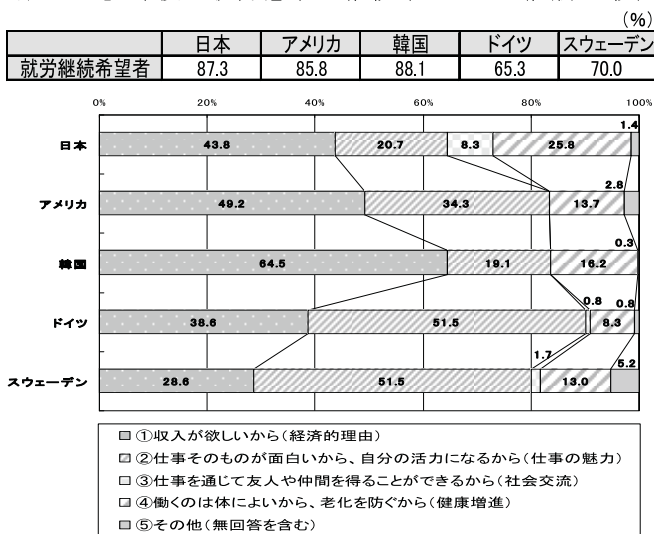 (%)
日本 アメリカ 韓国 ドイツ スウェーデン
就労継続希望者 87.3 85.8 88.1 65.3 70.0
0% 20% 40% 60% 80% 100%
1.4
日本 43.8 20.7 8.3 25.8
2.8
アメリカ 49.2 34.3 13.7
0.3
韓国 64.5 19.1 16.2
0.8 0.8
ドイツ 38.6 51.5 8.3
1.7 5.2
スウェーデン 28.6 51.5 13.0
①収入が欲しいから(経済的理由)
②仕事そのものが面白いから、自分の活力になるから(仕事の魅力)
③仕事を通じて友人や仲間を得ることができるから(社会交流)
④働くのは体によいから、老化を防ぐから(健康増進)
⑤その他(無回答を含む)